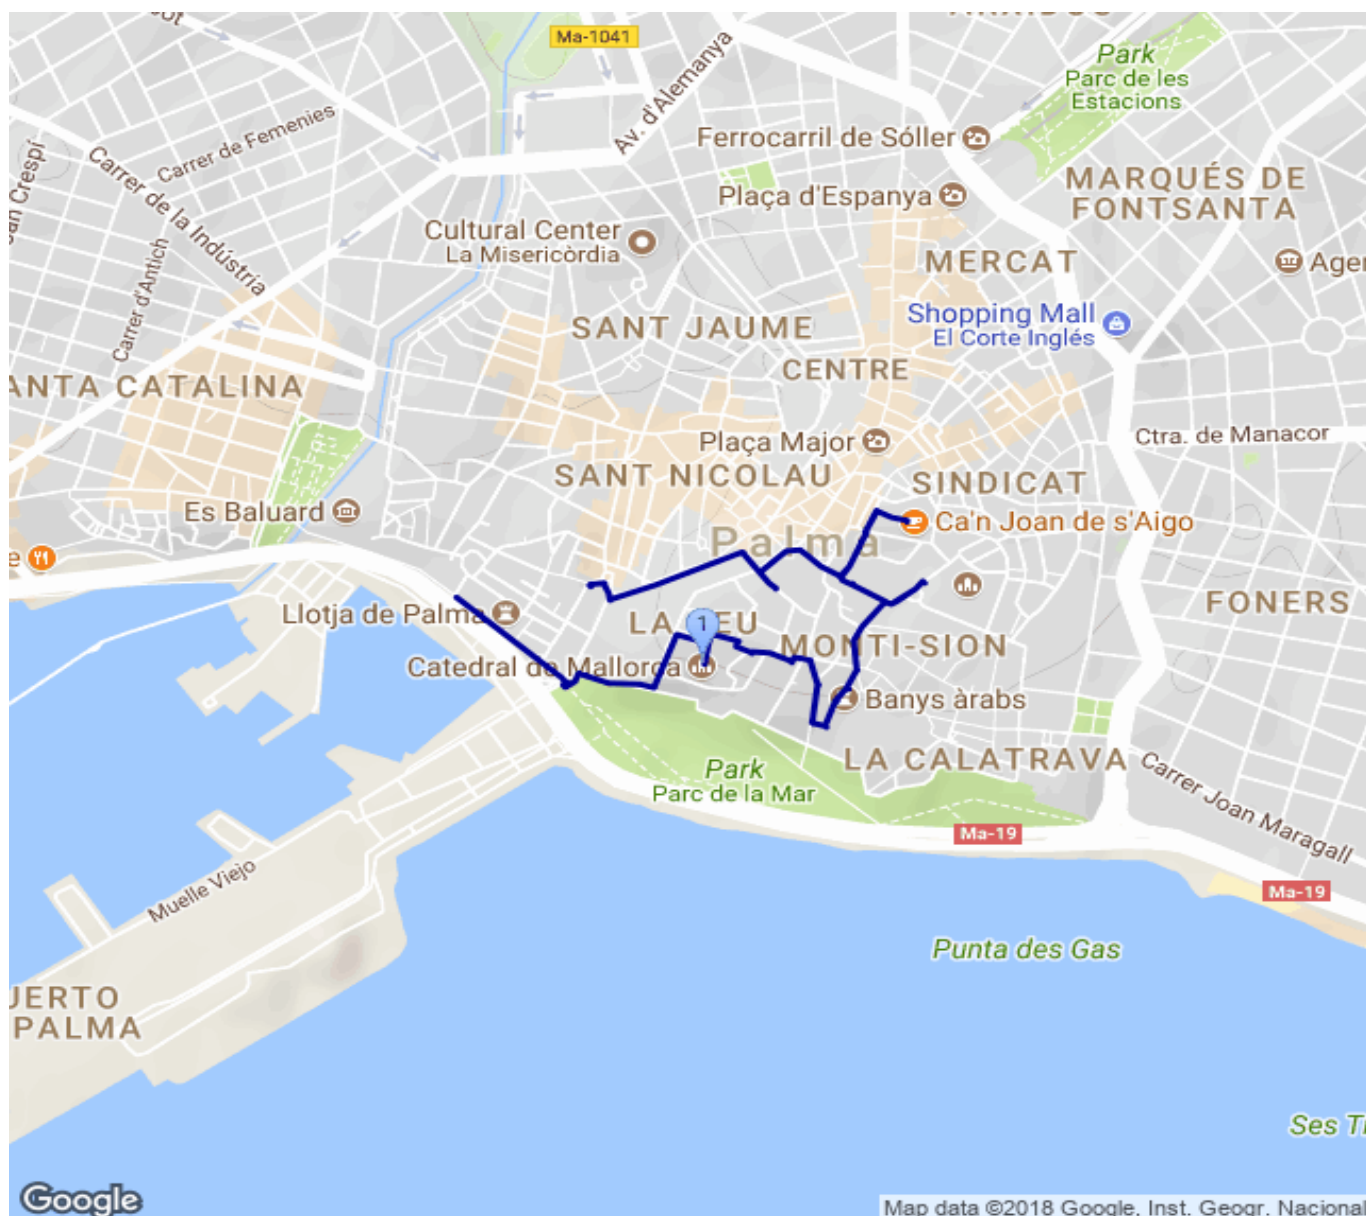 Ma-1041
Park
Parc de les
Estacions
Av. d'Alemanya
Carrer de Femenies
Carrer de la Indústria
Carrer d'Antich
Crespí
Ferrocarril de Sóller
Plaça d'Espanya
MARQUÉS DE
FONTSANTA
Cultural Center
La Misericòrdia
MERCAT
Ager
SANT JAUME
Shopping Mall
El Corte Inglés
CENTRE
ANTA CATALINA
Plaça Major
Ctra. de Manacor
SANT NICOLAU
SINDICAT
Es Baluard
Ca'n Joan de s'Aigo
Palma
Llotja de Palma
LA SEU
1
MONTI-SION
FONERS
Catedral de Mallorca
Banys àrabs
LA CALATRAVA
Park
Parc de la Mar
Carrer Joan Maragall
Ma-19
Ma-19
Muelle Viejo
Punta des Gas
UERTO
PALMA
Ses T
Google
Map data ©2018 Google, Inst. Geogr. Nacional